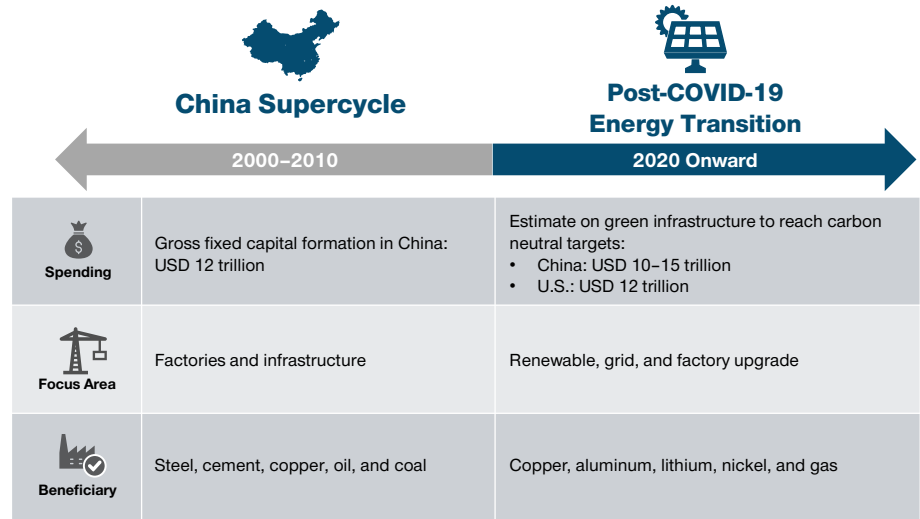 China Supercycle
Post-COVID-19
Energy Transition
2000–2010
2020 Onward
Spending
Gross fixed capital formation in China:
USD 12 trillion
Estimate on green infrastructure to reach carbon
neutral targets:
• China: USD 10–15 trillion
• U.S.: USD 12 trillion
Focus Area
Factories and infrastructure
Renewable, grid, and factory upgrade
Beneficiary
Steel, cement, copper, oil, and coal
Copper, aluminum, lithium, nickel, and gas